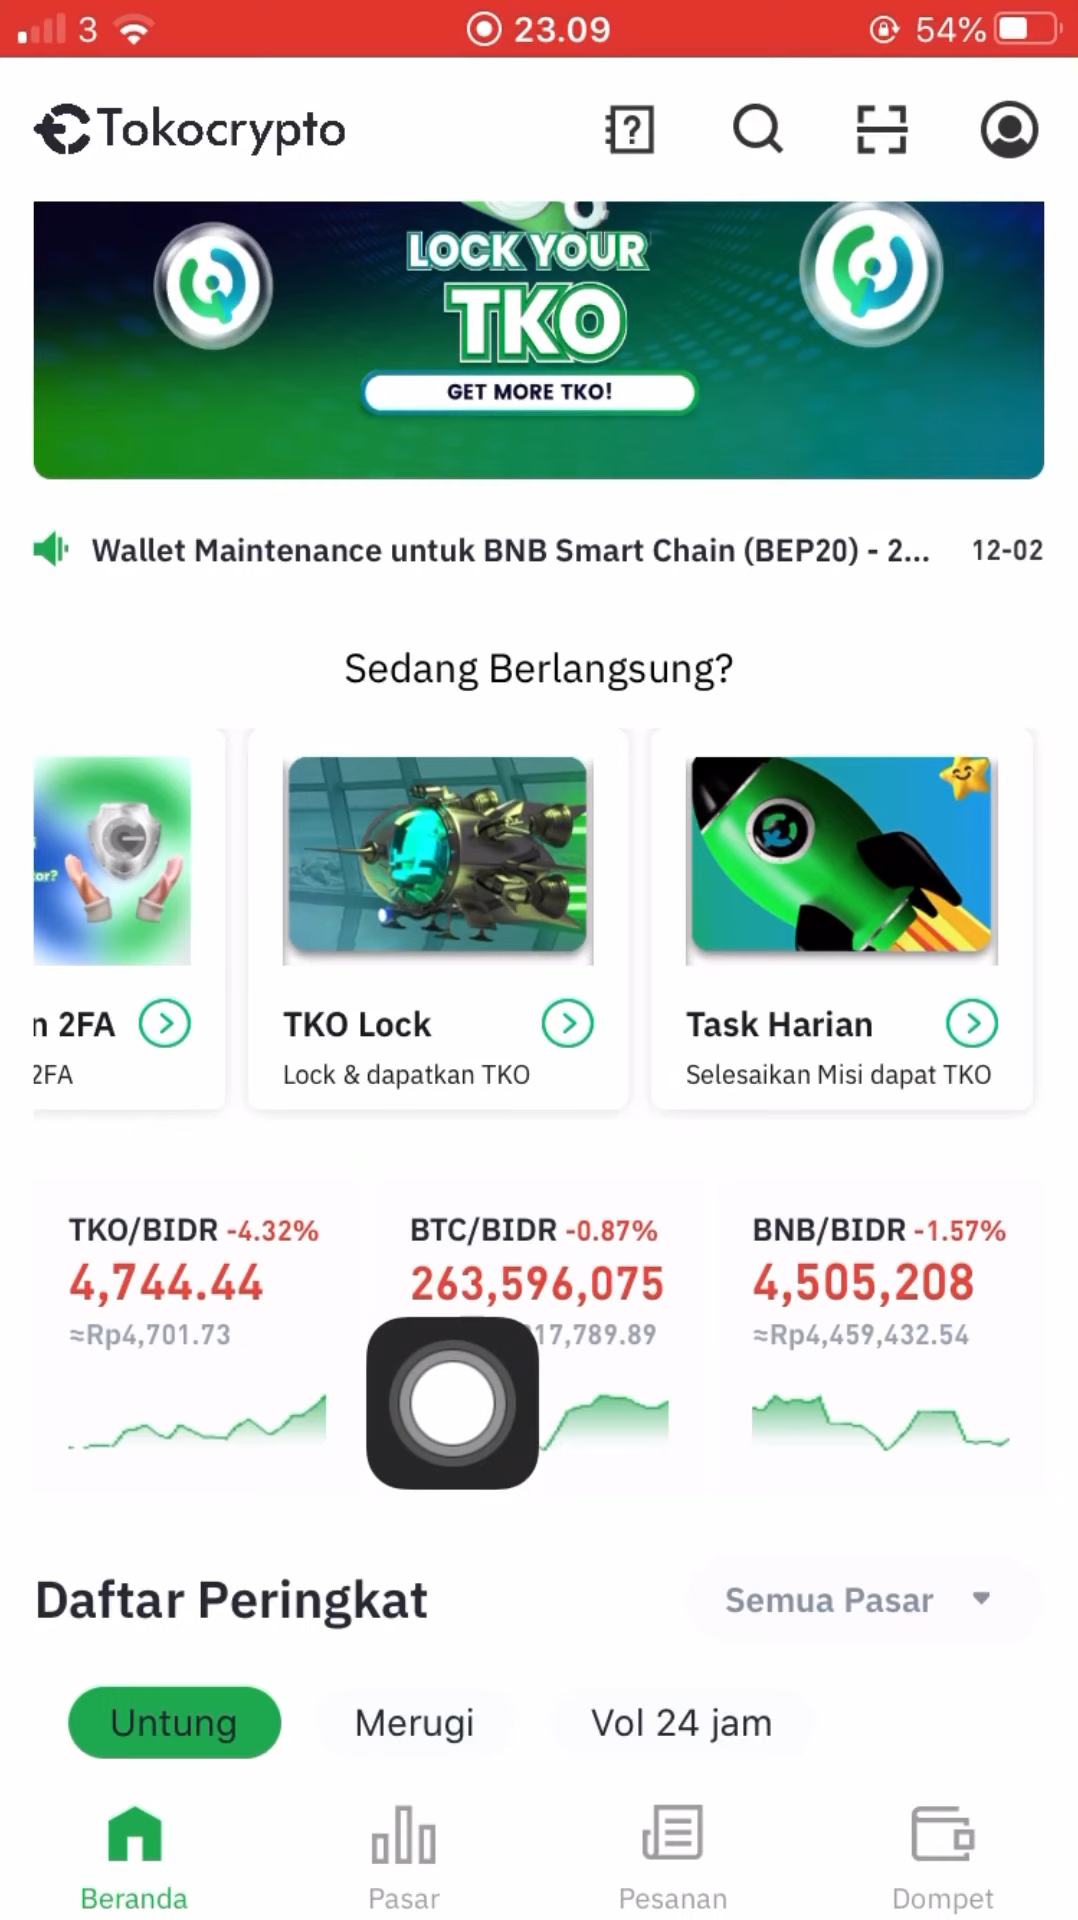 3 23.09 54%
Tokocrypto
LOCK YOUR
TKO
GET MORE TKO!
Wallet Maintenance untuk BNB Smart Chain (BEP20) - 2... 12-02
Sedang Berlangsung?
or?
n 2FA
2FA
TKO Lock
Lock & dapatkan TKO
Task Harian
Selesaikan Misi dapat TKO
TKO/BIDR -4.32%
4,744.44
≈Rp4,701.73
BTC/BIDR -0.87%
263,596,075
17,789.89
BNB/BIDR -1.57%
4,505,208
≈Rp4,459,432.54
Daftar Peringkat
Semua Pasar
Untung Merugi Vol 24 jam
Beranda Pasar Pesanan Dompet